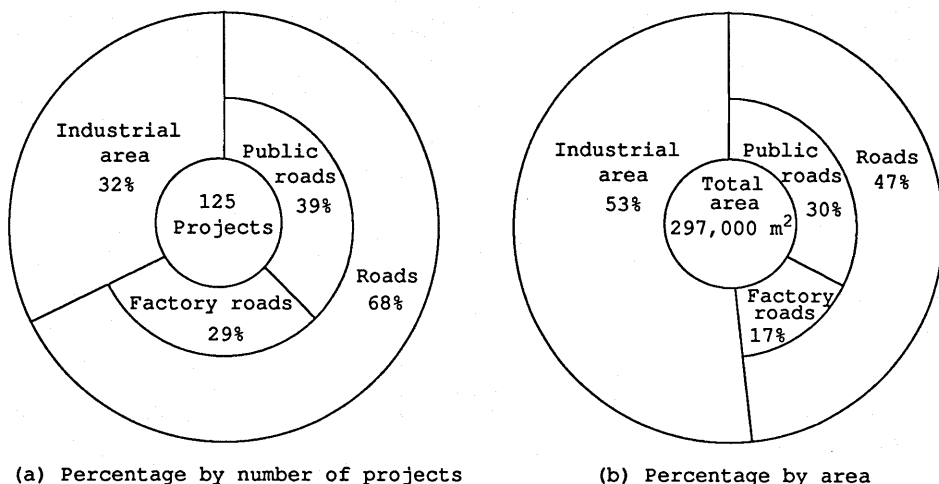 Industrial
area
32%
Public
roads
39%
125
Projects
Roads
68%
Factory roads
29%
(a) Percentage by number of projects
Industrial
area
53%
Public
roads
30%
Total
area
297,000 m²
Roads
47%
Factory
roads
17%
(b) Percentage by area